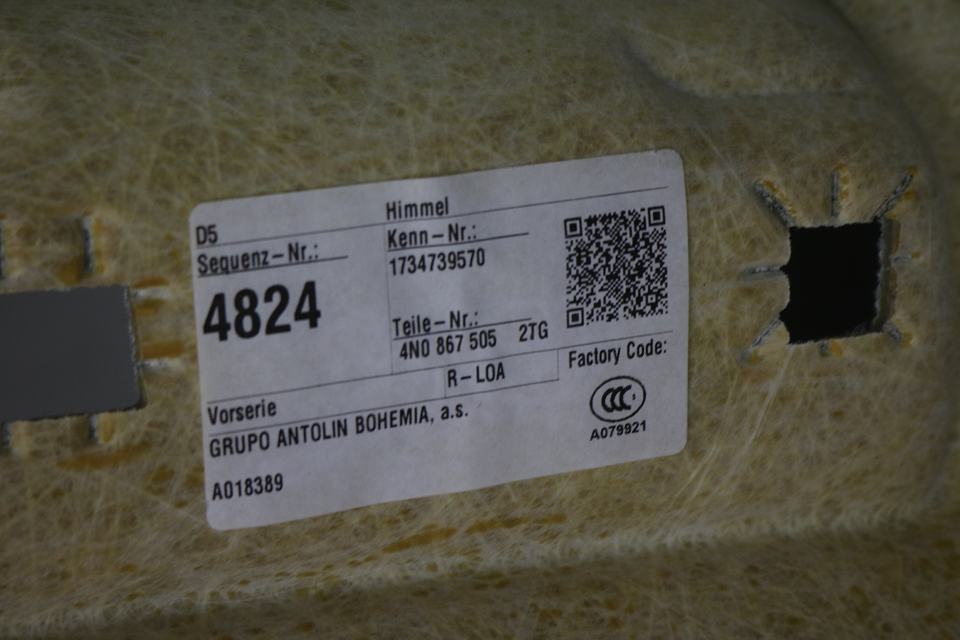 D5
Himmel
Sequenz-Nr.:
Kenn-Nr.:
4824
1734739570
Teile-Nr.:
4N0 867 505 2TG
Vorserie
R-LOA
Factory Code:
GRUPO ANTOLIN BOHEMIA, a.s.
CCC
A018389
A079921